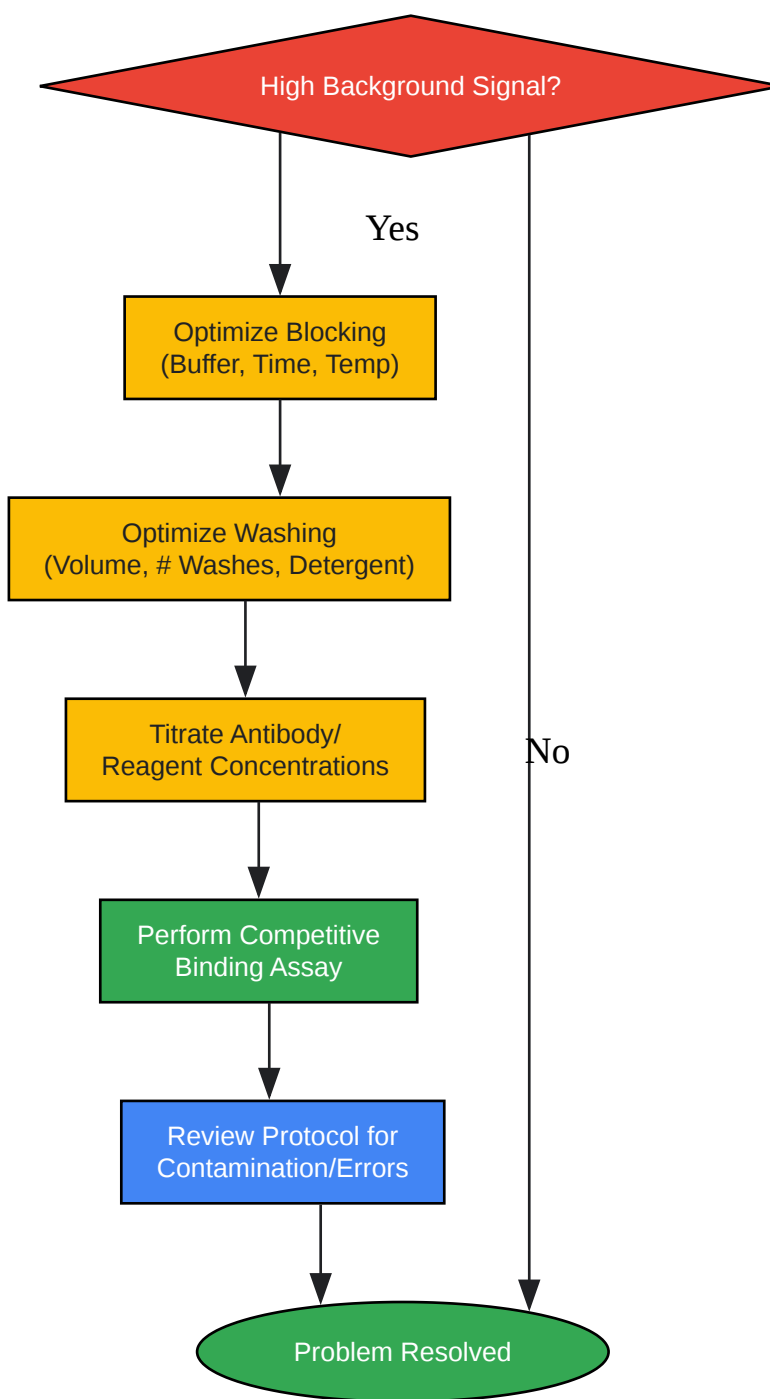 High Background Signal?
Yes
Optimize Blocking
(Buffer, Time, Temp)
Optimize Washing
(Volume, # Washes, Detergent)
Titrate Antibody/
Reagent Concentrations
No
Perform Competitive
Binding Assay
Review Protocol for
Contamination/Errors
Problem Resolved